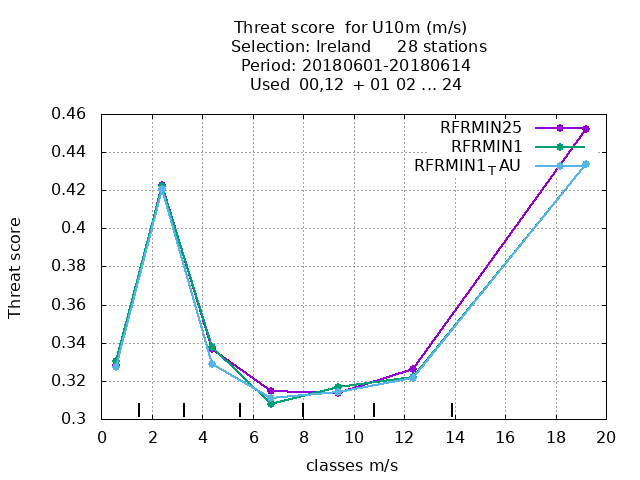 Threat score  for U10m (m/s)
Selection: Ireland     28 stations
Period: 20180601-20180614
Used  00,12  + 01 02 ... 24
0.46
0.44
0.42
0.4
0.38
0.36
0.34
0.32
0.3
Threat score
RFRMIN25
RFRMIN1
RFRMIN1TAU
0 2 4 6 8 10 12 14 16 18 20
classes m/s